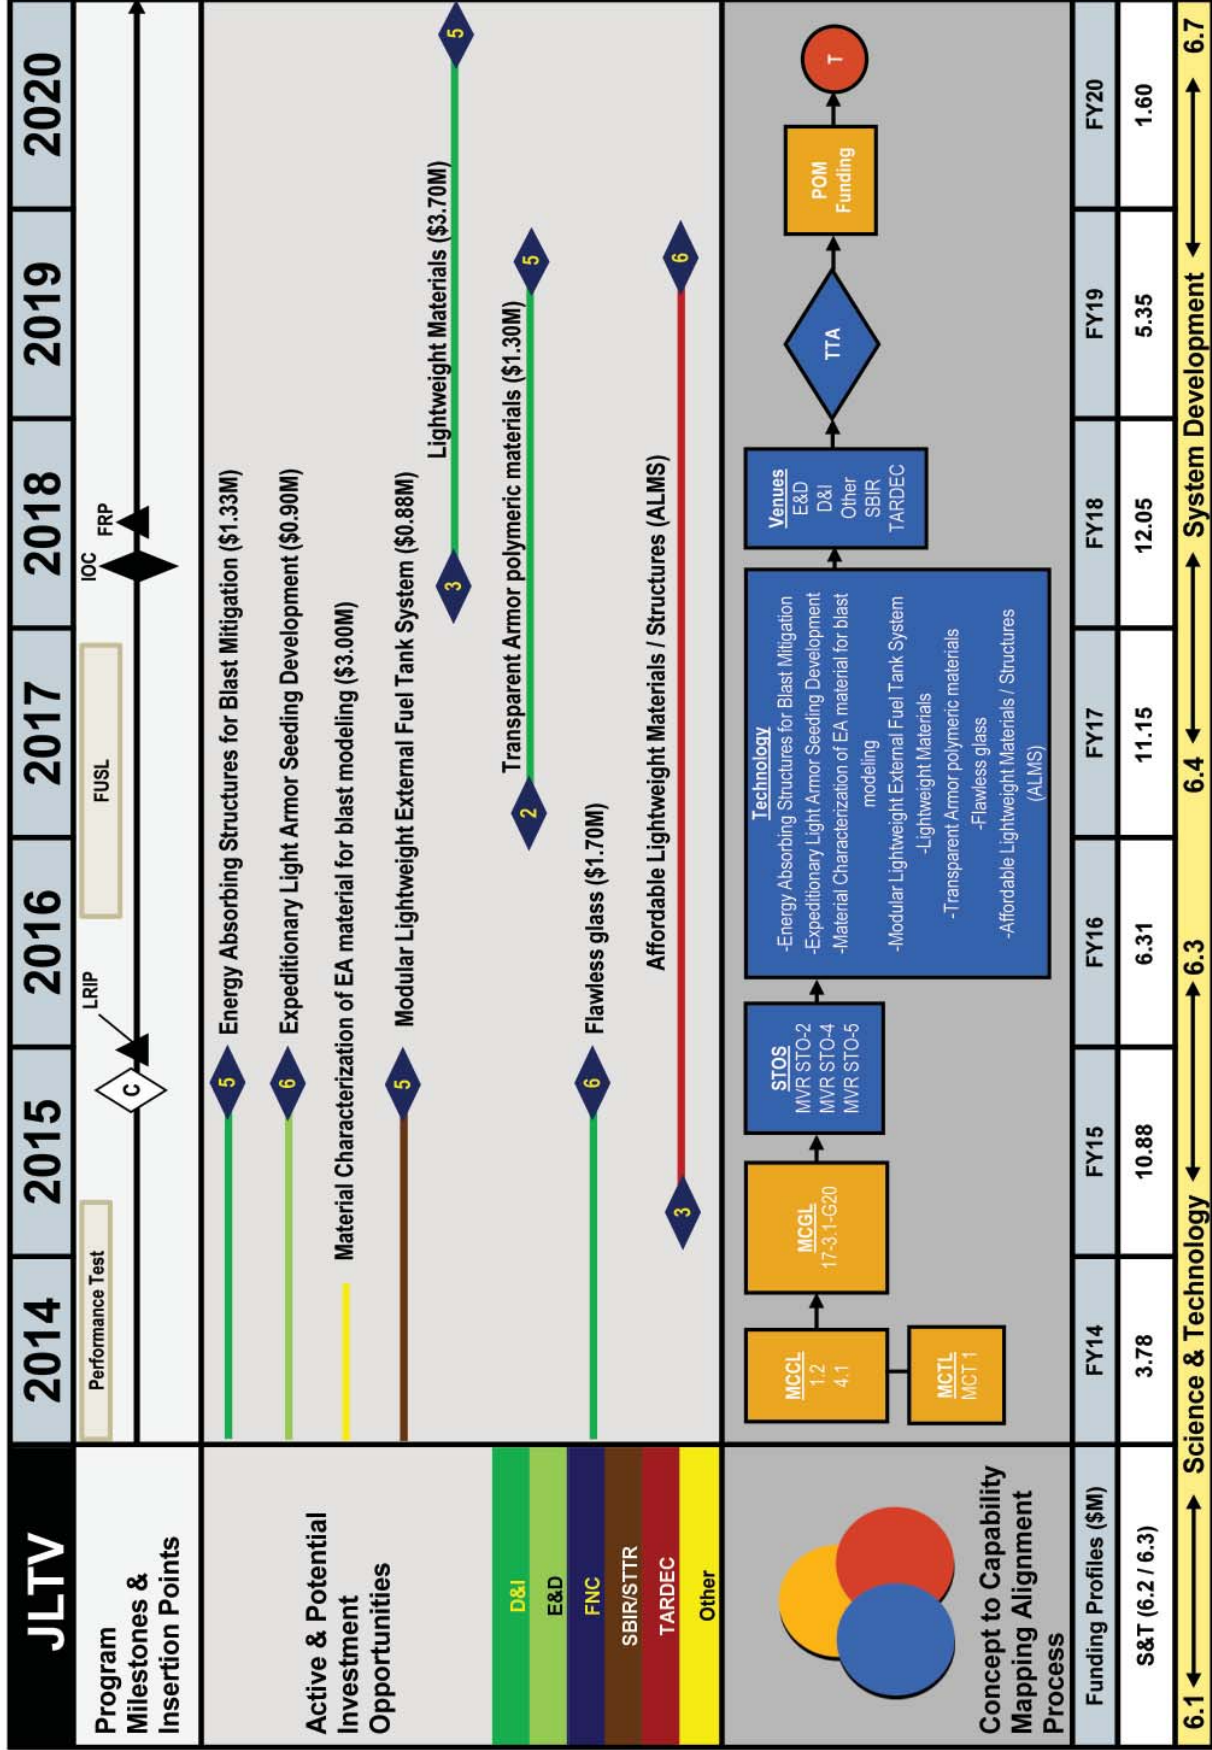 JLTV
2014
2015
2016
2017
2018
2019
2020
Program
Milestones &
Insertion Points
Performance Test
C
LRIP
FUSL
IOC
FRP
Active & Potential
Investment
Opportunities
D&I
E&D
FNC
SBIR/STTR
TARDEC
Other
5
Energy Absorbing Structures for Blast Mitigation ($1.33M)
6
Expeditionary Light Armor Seeding Development ($0.90M)
Material Characterization of EA material for blast modeling ($3.00M)
5
Modular Lightweight External Fuel Tank System ($0.88M)
3
Lightweight Materials ($3.70M)
5
2
Transparent Armor polymeric materials ($1.30M)
5
6
Flawless glass ($1.70M)
3
Affordable Lightweight Materials / Structures (ALMS)
6
Concept to Capability
Mapping Alignment
Process
MCCL
1.2
4.1
MCTL
MCT 1
MCGL
17-3.1-G20
STOS
MVR STO-2
MVR STO-4
MVR STO-5
Technology
-Energy Absorbing Structures for Blast Mitigation
-Expeditionary Light Armor Seeding Development
-Material Characterization of EA material for blast
modeling
-Modular Lightweight External Fuel Tank System
-Lightweight Materials
-Transparent Armor polymeric materials
-Flawless glass
-Affordable Lightweight Materials / Structures
(ALMS)
Venues
E&D
D&I
Other
SBIR
TARDEC
TTA
POM
Funding
T
Funding Profiles ($M)
FY14
FY15
FY16
FY17
FY18
FY19
FY20
S&T (6.2 / 6.3)
3.78
10.88
6.31
11.15
12.05
5.35
1.60
6.1
Science & Technology
6.3
6.4
System Development
6.7